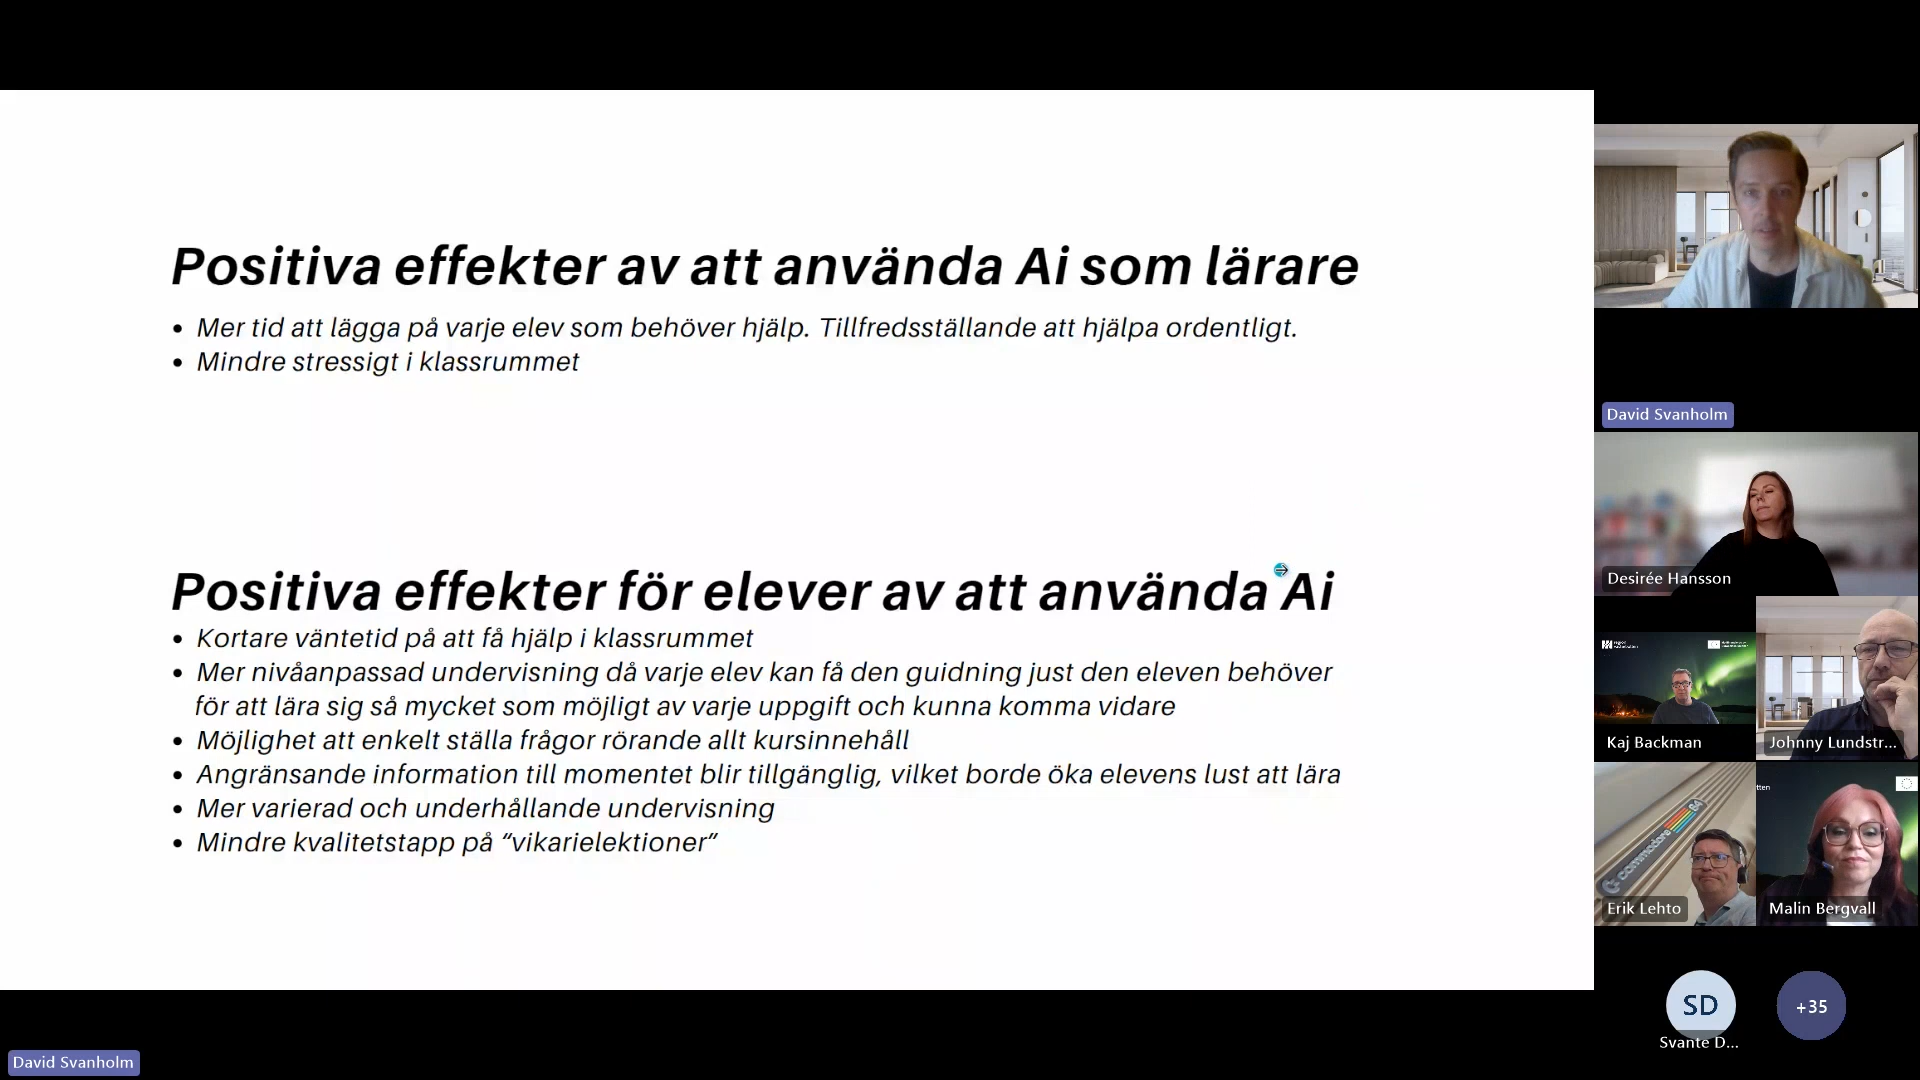 Positiva effekter av att använda Ai som lärare
• Mer tid att lägga på varje elev som behöver hjälp. Tillfredsställande att hjälpa ordentligt.
• Mindre stressigt i klassrummet
Positiva effekter för elever av att använda Ai
• Kortare väntetid på att få hjälp i klassrummet
• Mer nivåanpassad undervisning då varje elev kan få den guidning just den eleven behöver
för att lära sig så mycket som möjligt av varje uppgift och kunna komma vidare
• Möjlighet att enkelt ställa frågor rörande allt kursinnehåll
• Angränsande information till momentet blir tillgänglig, vilket borde öka elevens lust att lära
• Mer varierad och underhållande undervisning
• Mindre kvalitetstapp på “vikarielektioner”
David Svanholm
David Svanholm
Desirée Hansson
Kaj Backman
Johnny Lundstr...
commodore 64
Erik Lehto
tten
Malin Bergvall
SD
Svante D...
+35